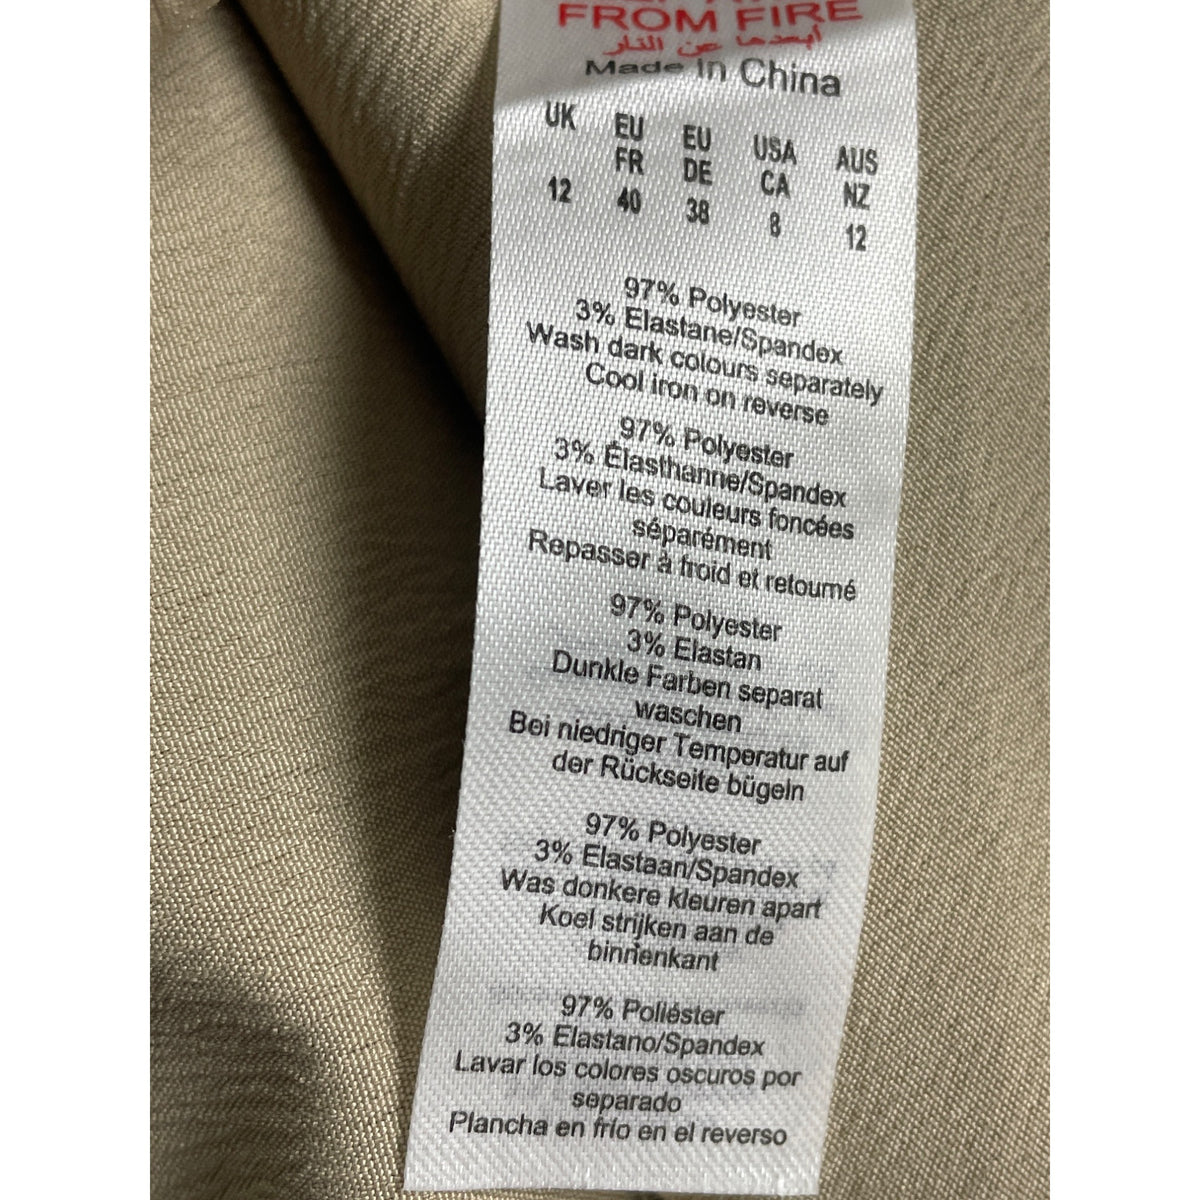 FROM FIRE
أبعدها عن النار
Made In China
UK EU EU USA AUS
FR DE CA NZ
12 40 38 8 12
97% Polyester
3% Elastane/Spandex
Wash dark colours separately
Cool iron on reverse
97% Polyester
3% Élasthanne/Spandex
Laver les couleurs foncées
séparément
Repasser à froid et retourné
97% Polyester
3% Elastan
Dunkle Farben separat
waschen
Bei niedriger Temperatur auf
der Rückseite bügeln
97% Polyester
3% Elastaan/Spandex
Was donkere kleuren apart
Koel strijken aan de
binnenkant
97% Poliéster
3% Elastano/Spandex
Lavar los colores oscuros por
separado
Plancha en frío en el reverso